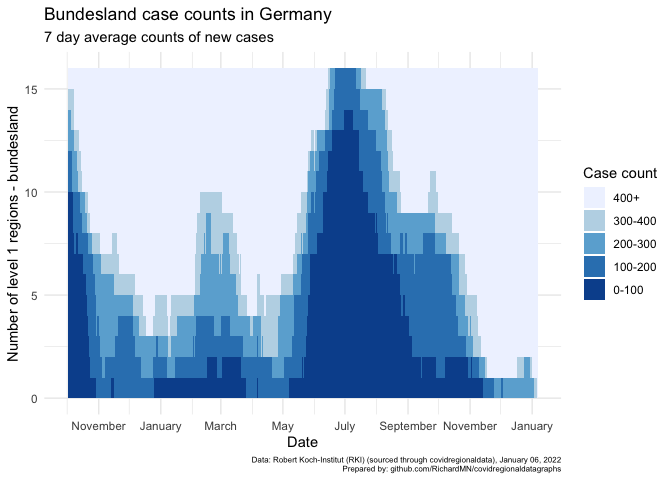 Bundesland case counts in Germany
7 day average counts of new cases
Number of level 1 regions - bundesland
15
10
5
0
November January March May July September November January
Date
Case count
400+
300-400
200-300
100-200
0-100
Data: Robert Koch-Institut (RKI) (sourced through covidregionaldata), January 06, 2022
Prepared by: github.com/RichardMN/covidregionaldatagraphs